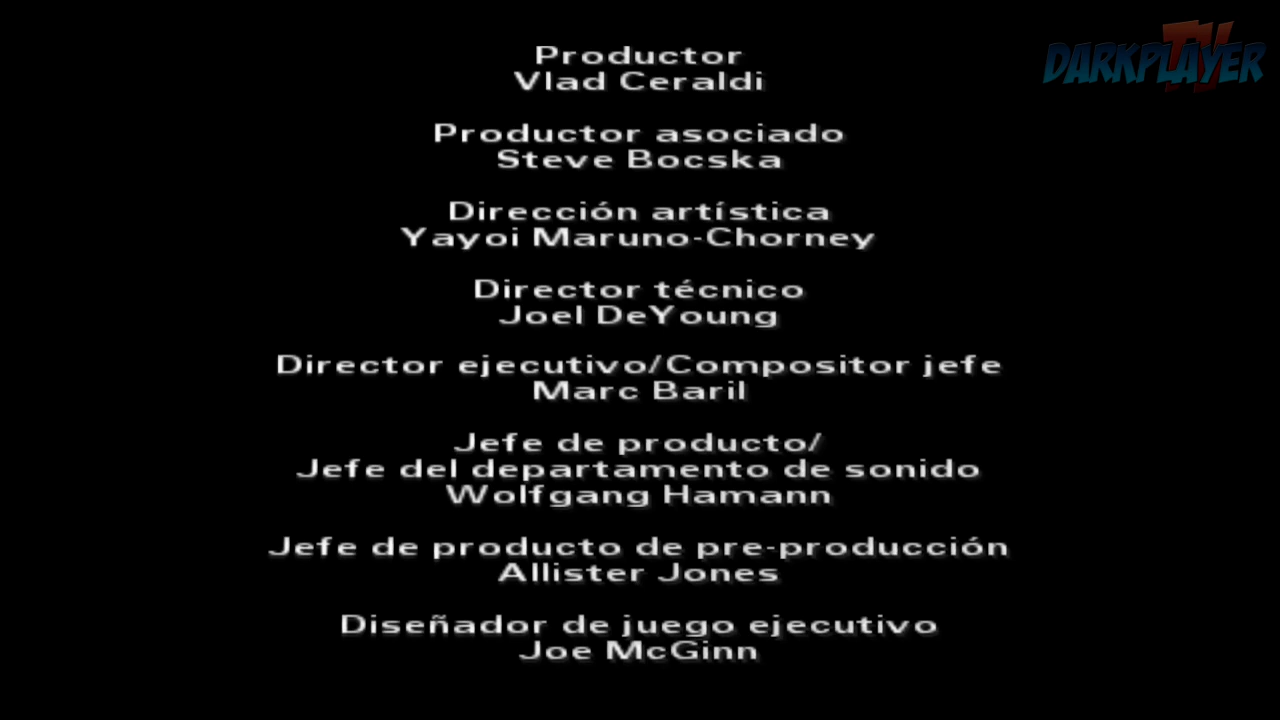 Productor
Vlad Ceraldi
Productor asociado
Steve Bocska
Dirección artística
Yayoi Maruno-Chorney
Director técnico
Joel DeYoung
Director ejecutivo/Compositor jefe
Marc Baril
Jefe de producto/
Jefe del departamento de sonido
Wolfgang Hamann
Jefe de producto de pre-producción
Allister Jones
Diseñador de juego ejecutivo
Joe McGinn
DARKPLAYER TV